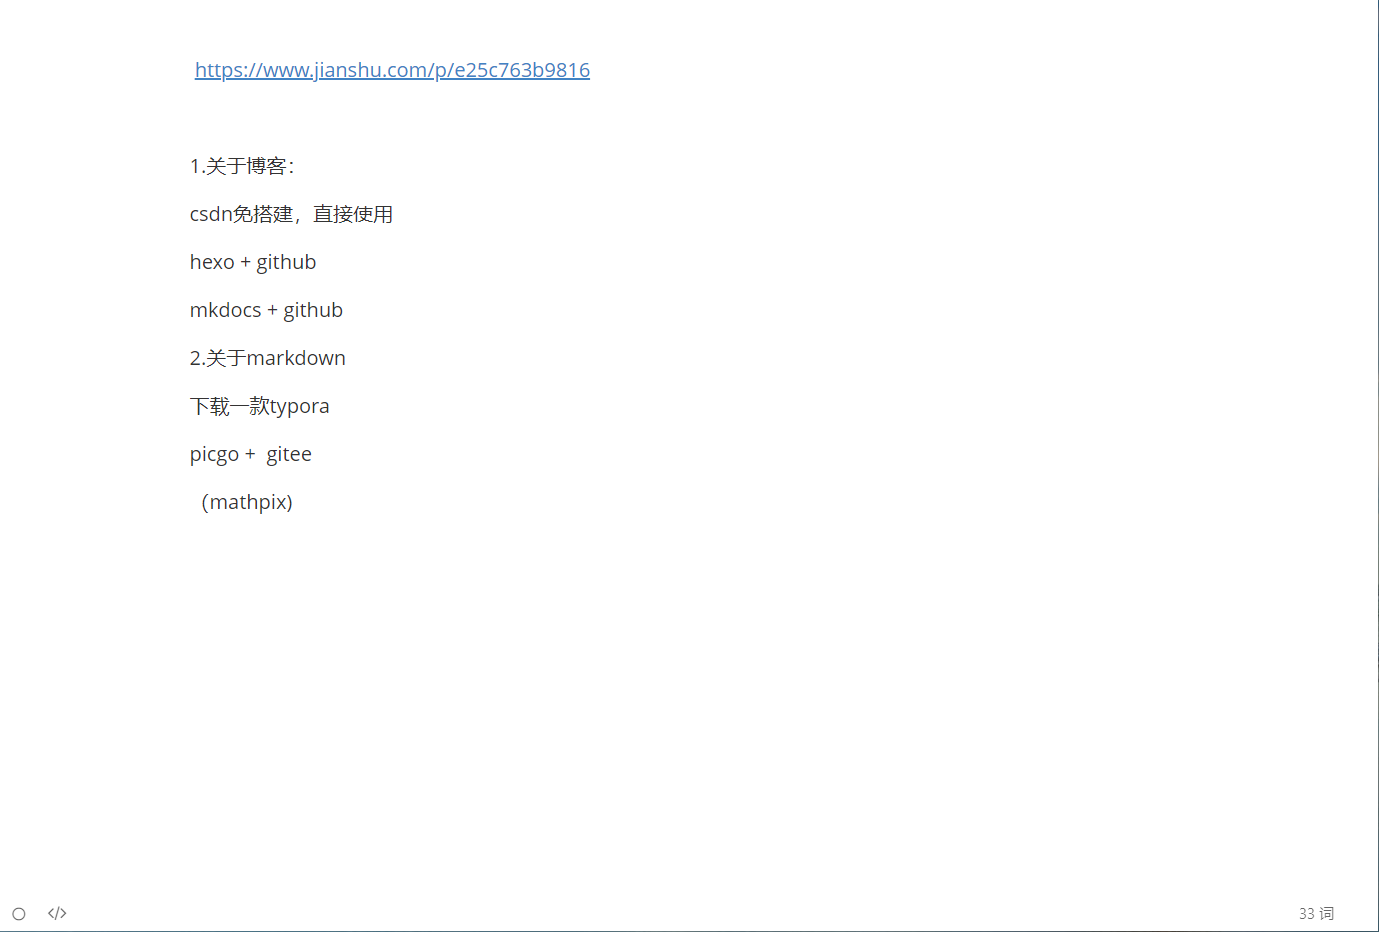 https://www.jianshu.com/p/e25c763b9816
1.关于博客：
csdn免搭建，直接使用
hexo + github
mkdocs + github
2.关于markdown
下载一款typora
picgo +  gitee
（mathpix)
33 词